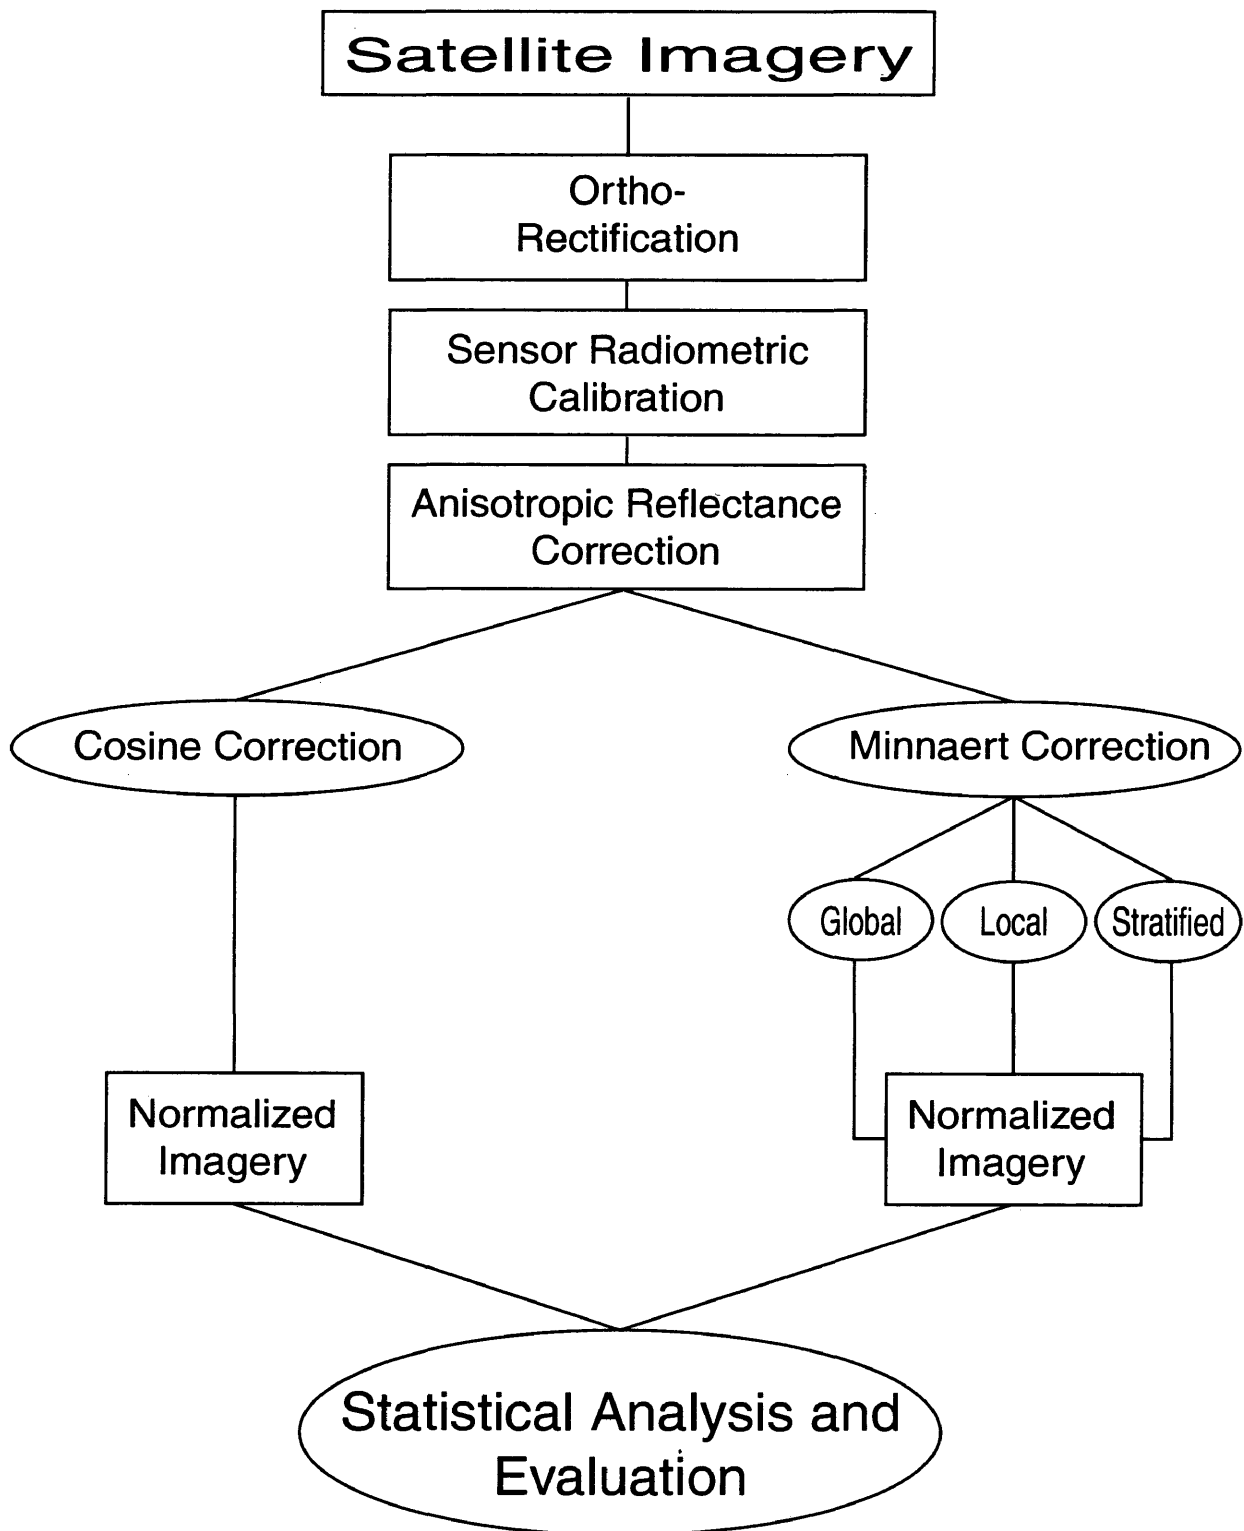 Satellite Imagery
Ortho-
Rectification
Sensor Radiometric
Calibration
Anisotropic Reflectance
Correction
Cosine Correction
Minnaert Correction
Global
Local
Stratified
Normalized
Imagery
Normalized
Imagery
Statistical Analysis and
Evaluation